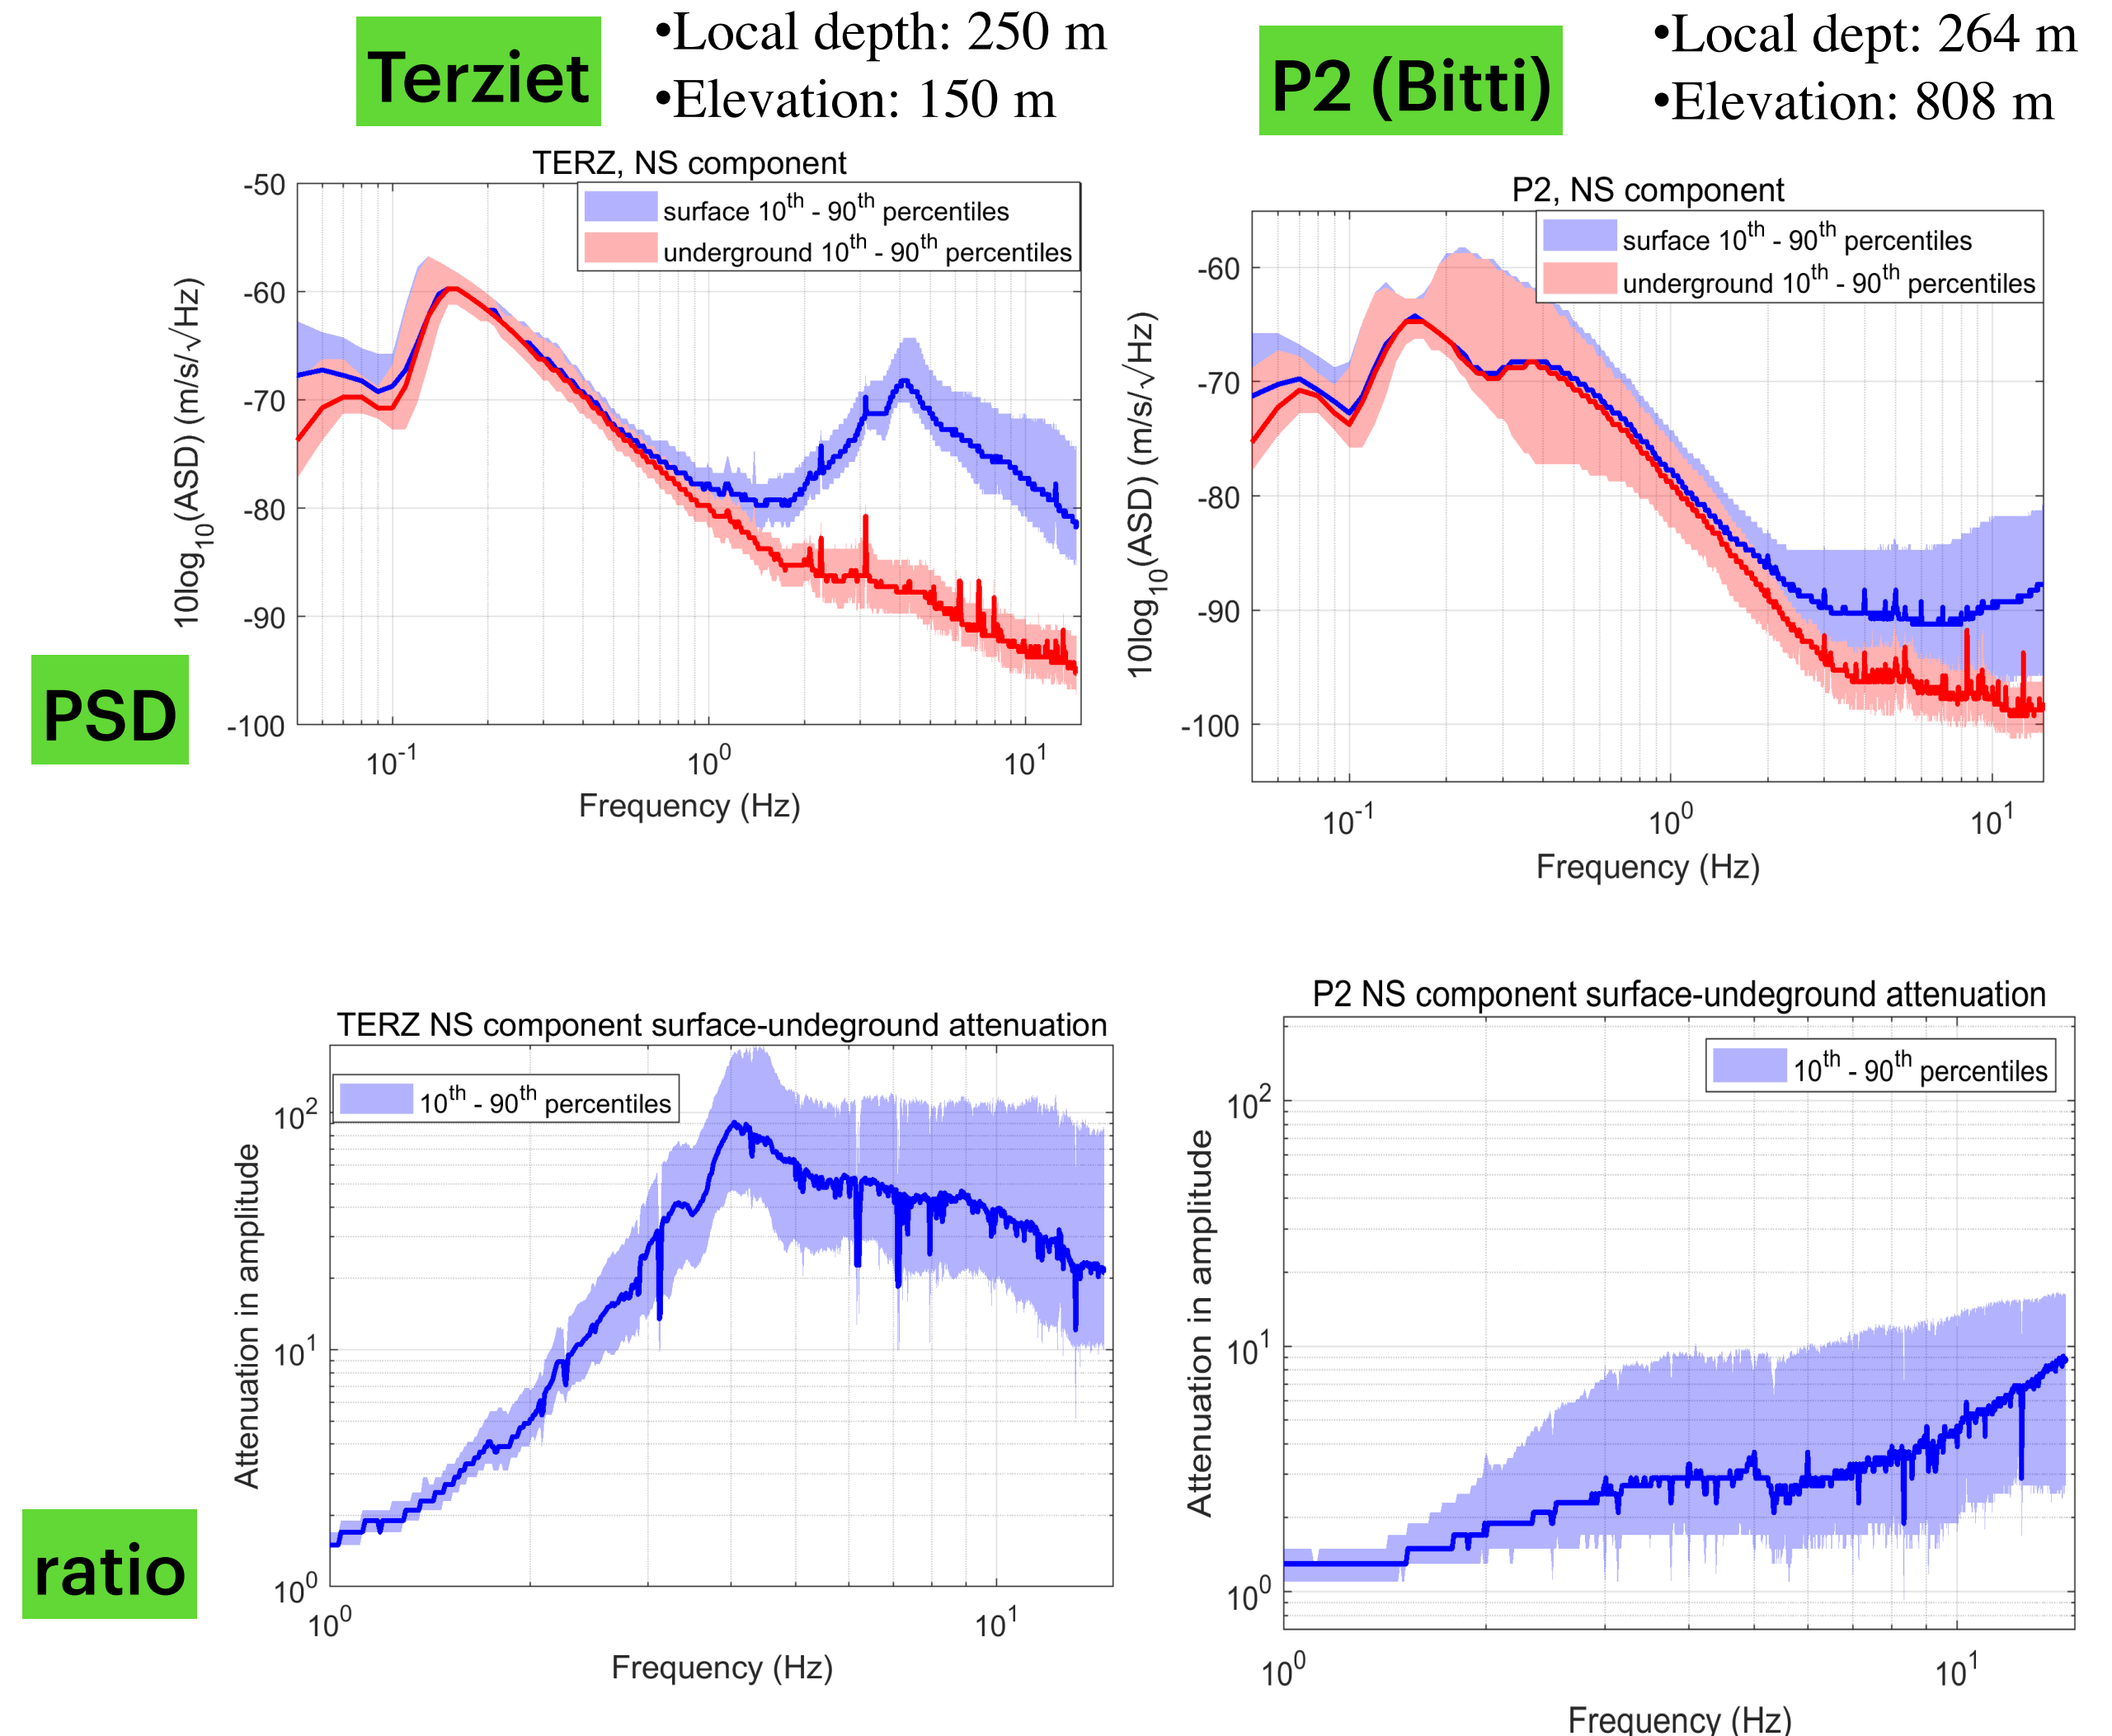 Terziet
•Local depth: 250 m
•Elevation: 150 m
P2 (Bitti)
•Local dept: 264 m
•Elevation: 808 m
PSD
TERZ, NS component
surface 10th - 90th percentiles
underground 10th - 90th percentiles
10log10(ASD) (m/s/√Hz)
-50
-60
-70
-80
-90
-100
10-1
100
101
Frequency (Hz)
P2, NS component
surface 10th - 90th percentiles
underground 10th - 90th percentiles
10log10(ASD) (m/s/√Hz)
-60
-70
-80
-90
-100
10-1
100
101
Frequency (Hz)
ratio
TERZ NS component surface-undeground attenuation
10th - 90th percentiles
Attenuation in amplitude
102
101
100
100
101
Frequency (Hz)
P2 NS component surface-undeground attenuation
10th - 90th percentiles
Attenuation in amplitude
102
101
100
100
101
Frequency (Hz)